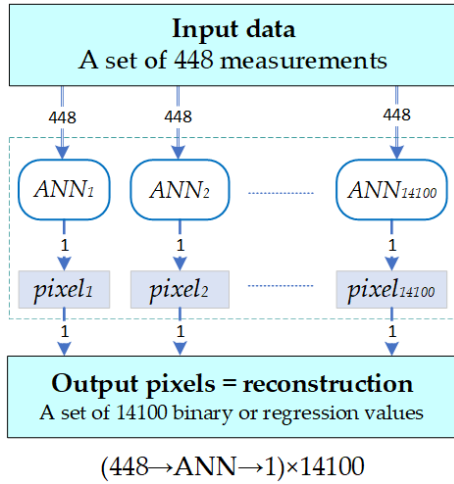 Input data
A set of 448 measurements
448 448 448
ANN1 ANN2 ANN14100
1 1 1
pixel1 pixel2 pixel14100
1 1 1
Output pixels = reconstruction
A set of 14100 binary or regression values
(448→ANN→1)×14100